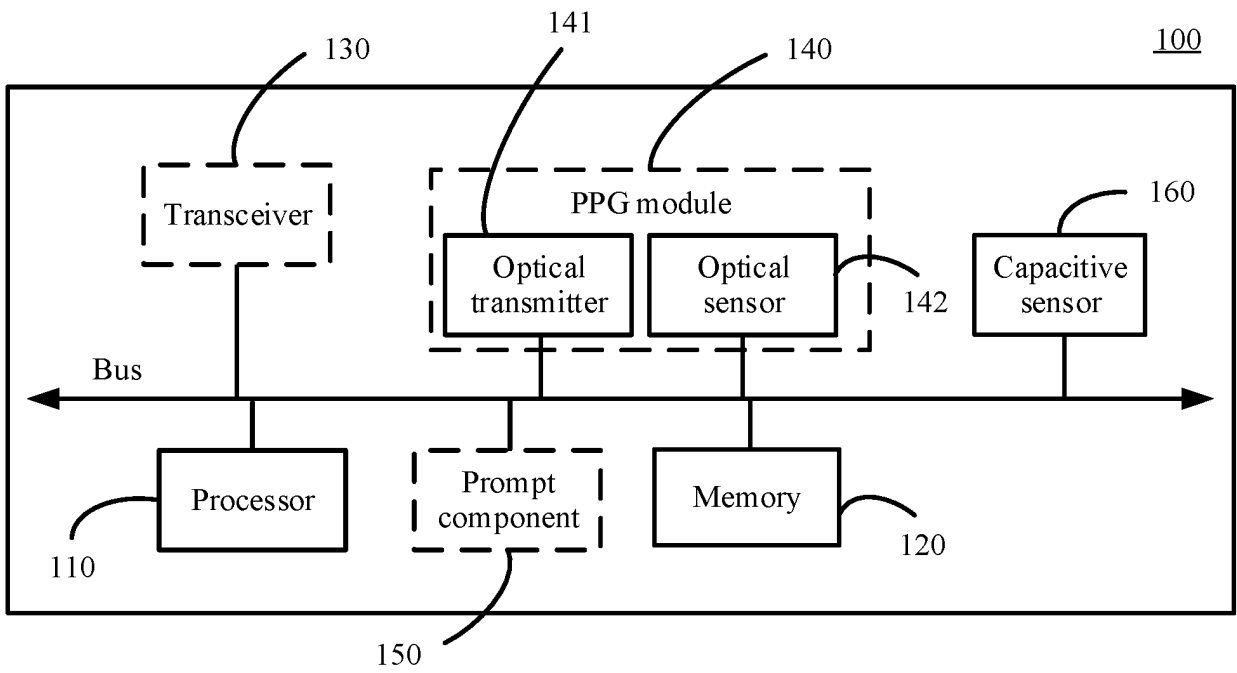 141
130
140
100
Transceiver
PPG module
160
Optical
transmitter
Optical
sensor
142
Capacitive
sensor
Bus
Processor
Prompt
component
Memory
110
120
150